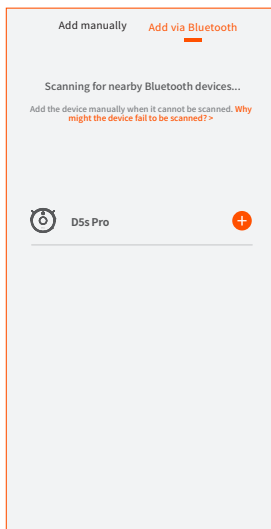 Add manually
Add via Bluetooth
Scanning for nearby Bluetooth devices...
Add the device manually when it cannot be scanned. Why
might the device fail to be scanned? >
D5s Pro